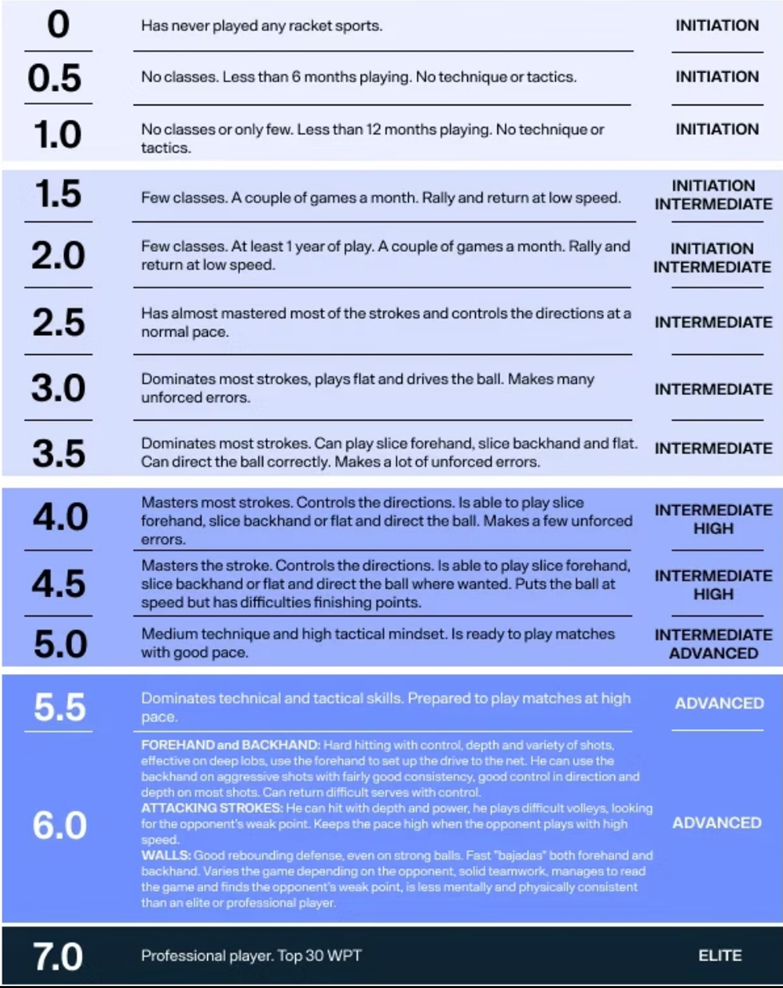 0
Has never played any racket sports.
INITIATION
0.5
No classes. Less than 6 months playing. No technique or tactics.
INITIATION
1.0
No classes or only few. Less than 12 months playing. No technique or
tactics.
INITIATION
1.5
Few classes. A couple of games a month. Rally and return at low speed.
INITIATION
INTERMEDIATE
2.0
Few classes. At least 1 year of play. A couple of games a month. Rally and
return at low speed.
INITIATION
INTERMEDIATE
2.5
Has almost mastered most of the strokes and controls the directions at a
normal pace.
INTERMEDIATE
3.0
Dominates most strokes, plays flat and drives the ball. Makes many
unforced errors.
INTERMEDIATE
3.5
Dominates most strokes. Can play slice forehand, slice backhand and flat.
Can direct the ball correctly. Makes a lot of unforced errors.
INTERMEDIATE
4.0
Masters most strokes. Controls the directions. Is able to play slice
forehand, slice backhand or flat and direct the ball. Makes a few unforced
errors.
INTERMEDIATE
HIGH
4.5
Masters the stroke. Controls the directions. Is able to play slice forehand,
slice backhand or flat and direct the ball where wanted. Puts the ball at
speed but has difficulties finishing points.
INTERMEDIATE
HIGH
5.0
Medium technique and high tactical mindset. Is ready to play matches
with good pace.
INTERMEDIATE
ADVANCED
5.5
Dominates technical and tactical skills. Prepared to play matches at high
pace.
ADVANCED
6.0
FOREHAND and BACKHAND: Hard hitting with control, depth and variety of shots,
effective on deep lobs, use the forehand to set up the drive to the net. He can use the
backhand on aggressive shots with fairly good consistency, good control in direction and
depth on most shots. Can return difficult serves with control.
ATTACKING STROKES: He can hit with depth and power, he plays difficult volleys, looking
for the opponent's weak point. Keeps the pace high when the opponent plays with high
speed.
WALLS: Good rebounding defense, even on strong balls. Fast "bajadas" both forehand and
backhand. Varies the game depending on the opponent, solid teamwork, manages to read
the game and finds the opponent's weak point, is less mentally and physically consistent
than an elite or professional player.
ADVANCED
7.0
Professional player. Top 30 WPT
ELITE